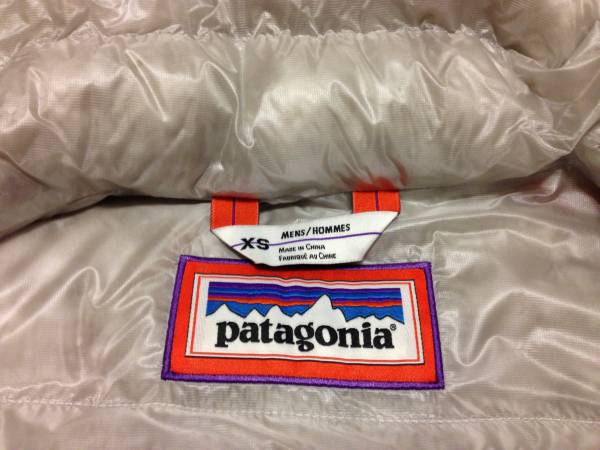 XS
MENS/HOMMES
MADE IN CHINA
FABRIQUÉ AU CHINE
patagonia®